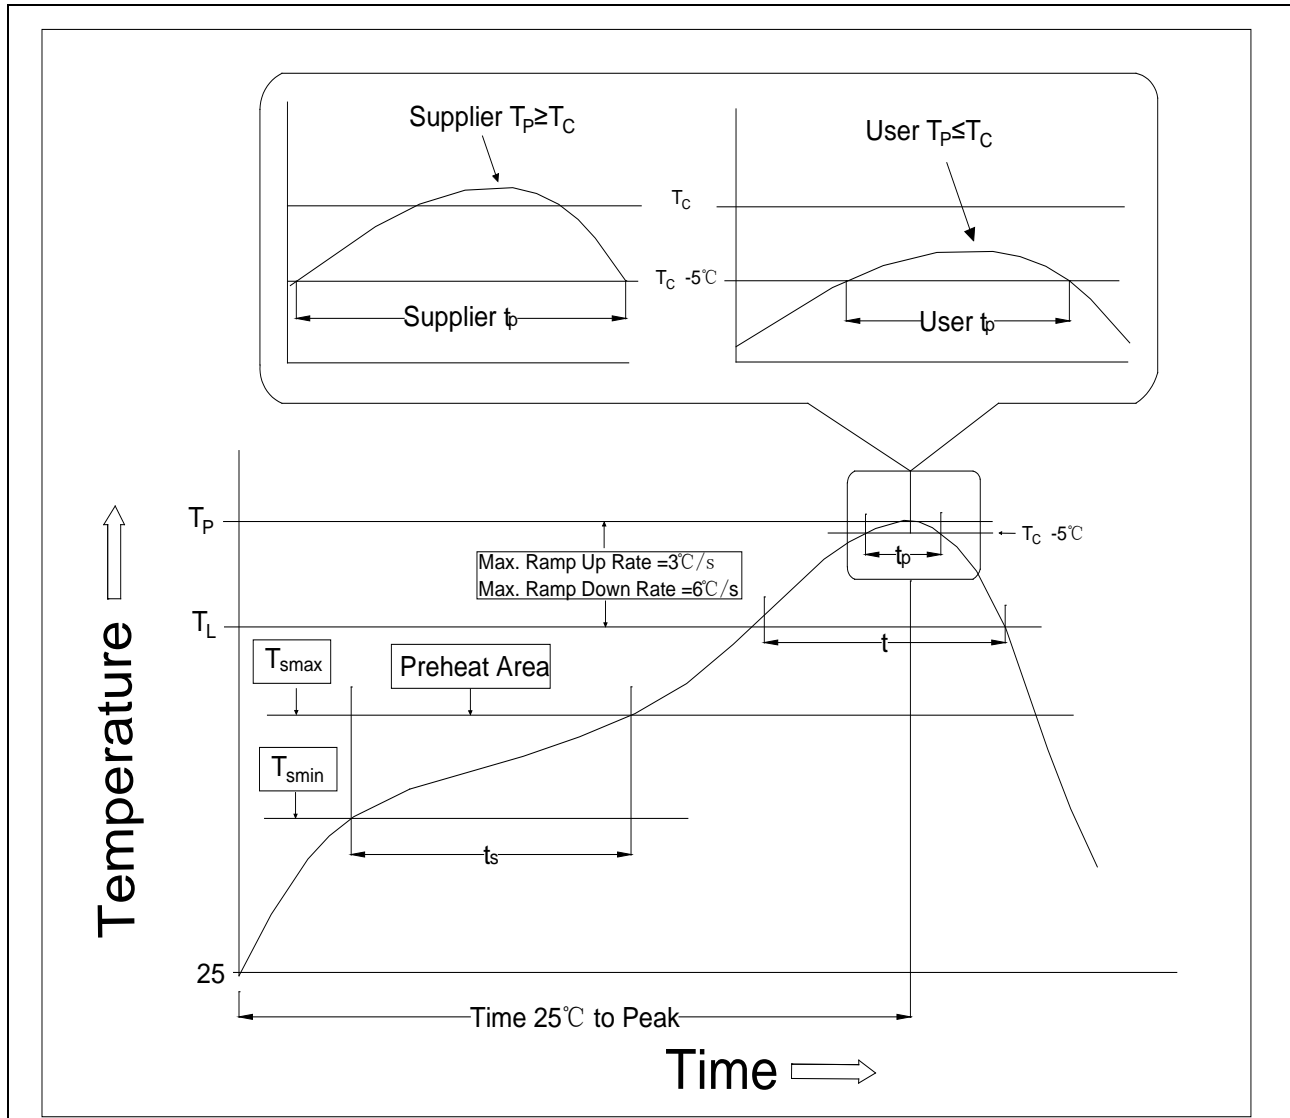 Supplier TP≥TC
User TP≤TC
TC
TC -5℃
Supplier tp
User tp
TP
TC -5℃
tp
Max. Ramp Up Rate =3℃/s
Max. Ramp Down Rate =6℃/s
TL
t
Tsmax
Preheat Area
Tsmin
ts
Temperature
25
Time 25℃ to Peak
Time